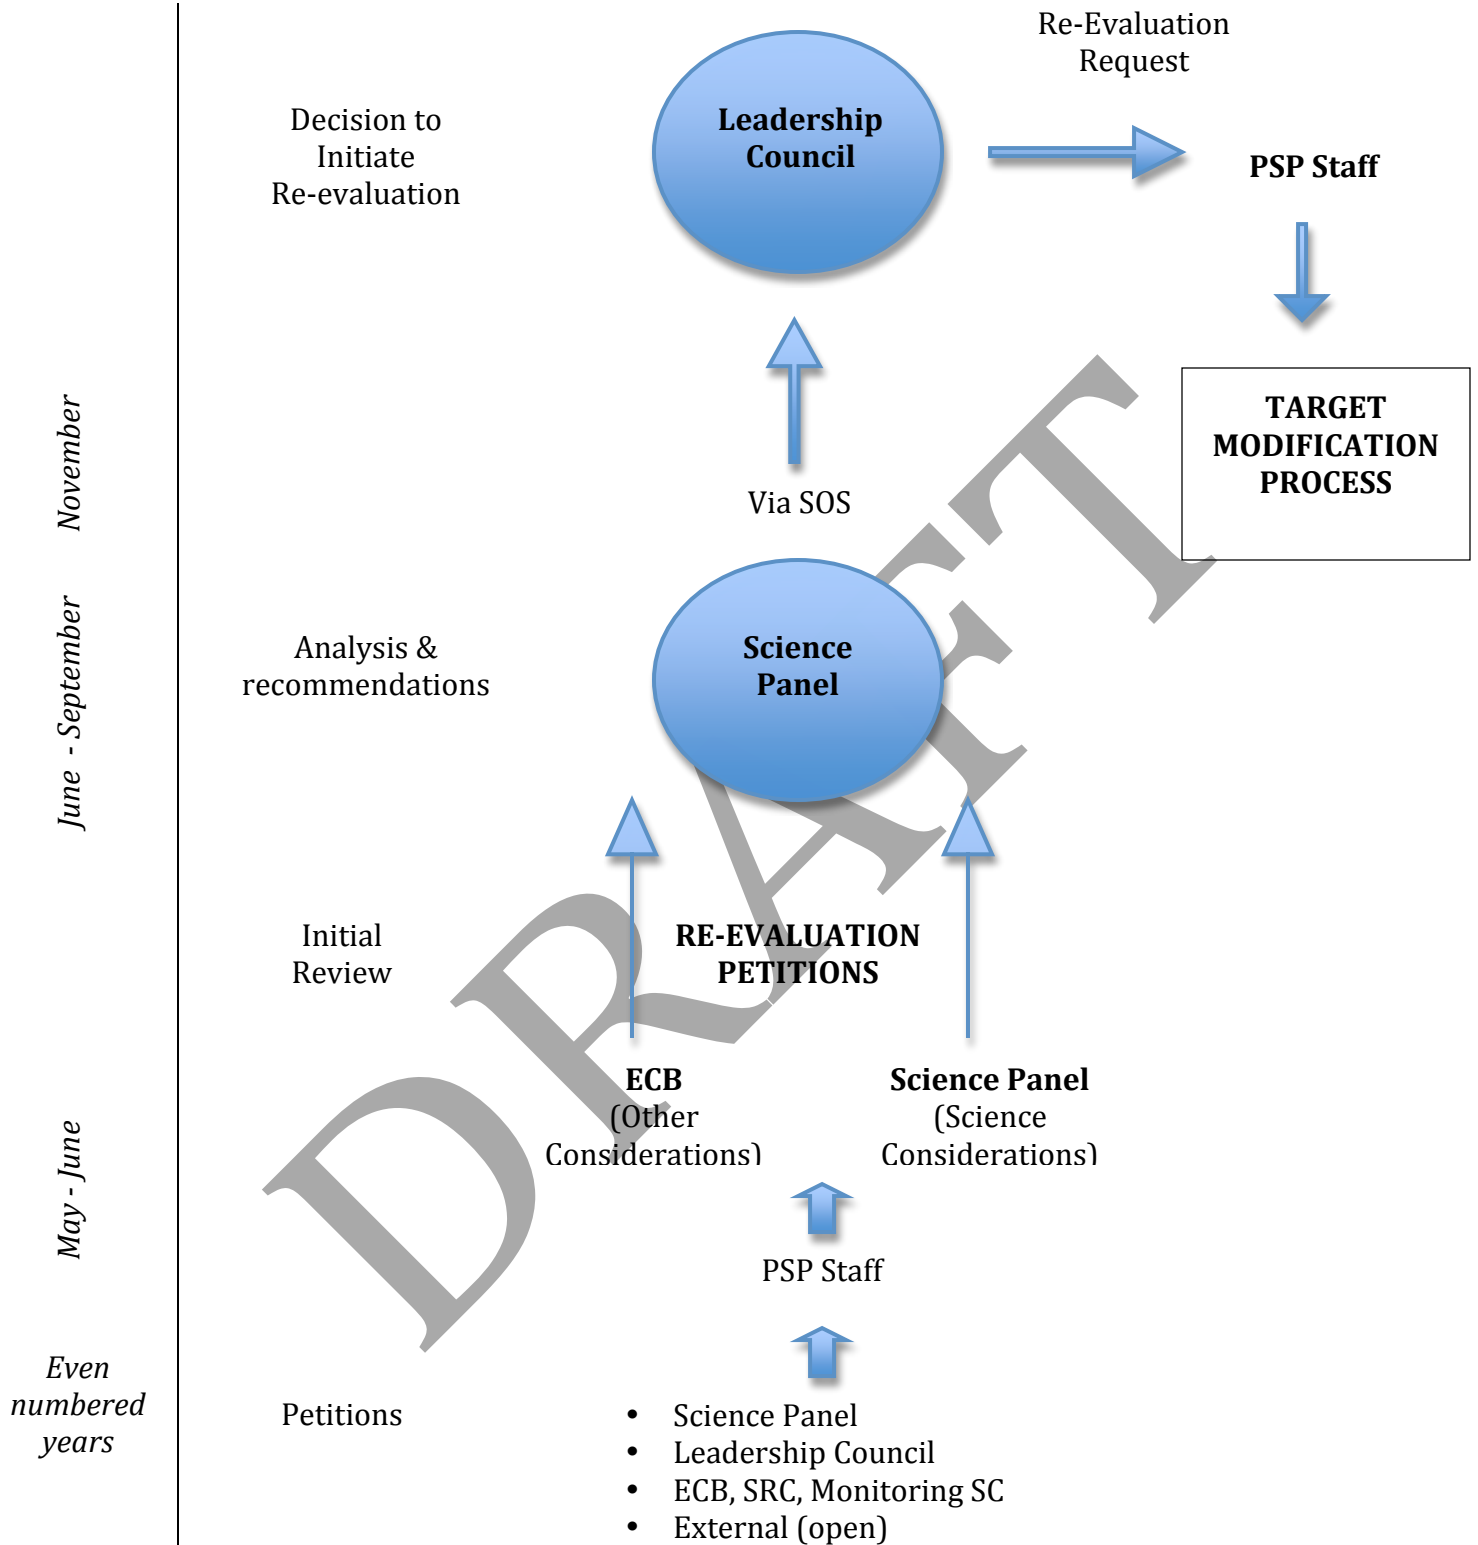 Re-Evaluation
Request
Decision to
Initiate
Re-evaluation
Leadership
Council
PSP Staff
TARGET
MODIFICATION
PROCESS
November
Via SOS
June - September
Analysis &
recommendations
Science
Panel
Initial
Review
RE-EVALUATION
PETITIONS
May - June
ECB
(Other
Considerations)
Science Panel
(Science
Considerations)
PSP Staff
Even
numbered
years
Petitions
• Science Panel
• Leadership Council
• ECB, SRC, Monitoring SC
• External (open)
DRAFT